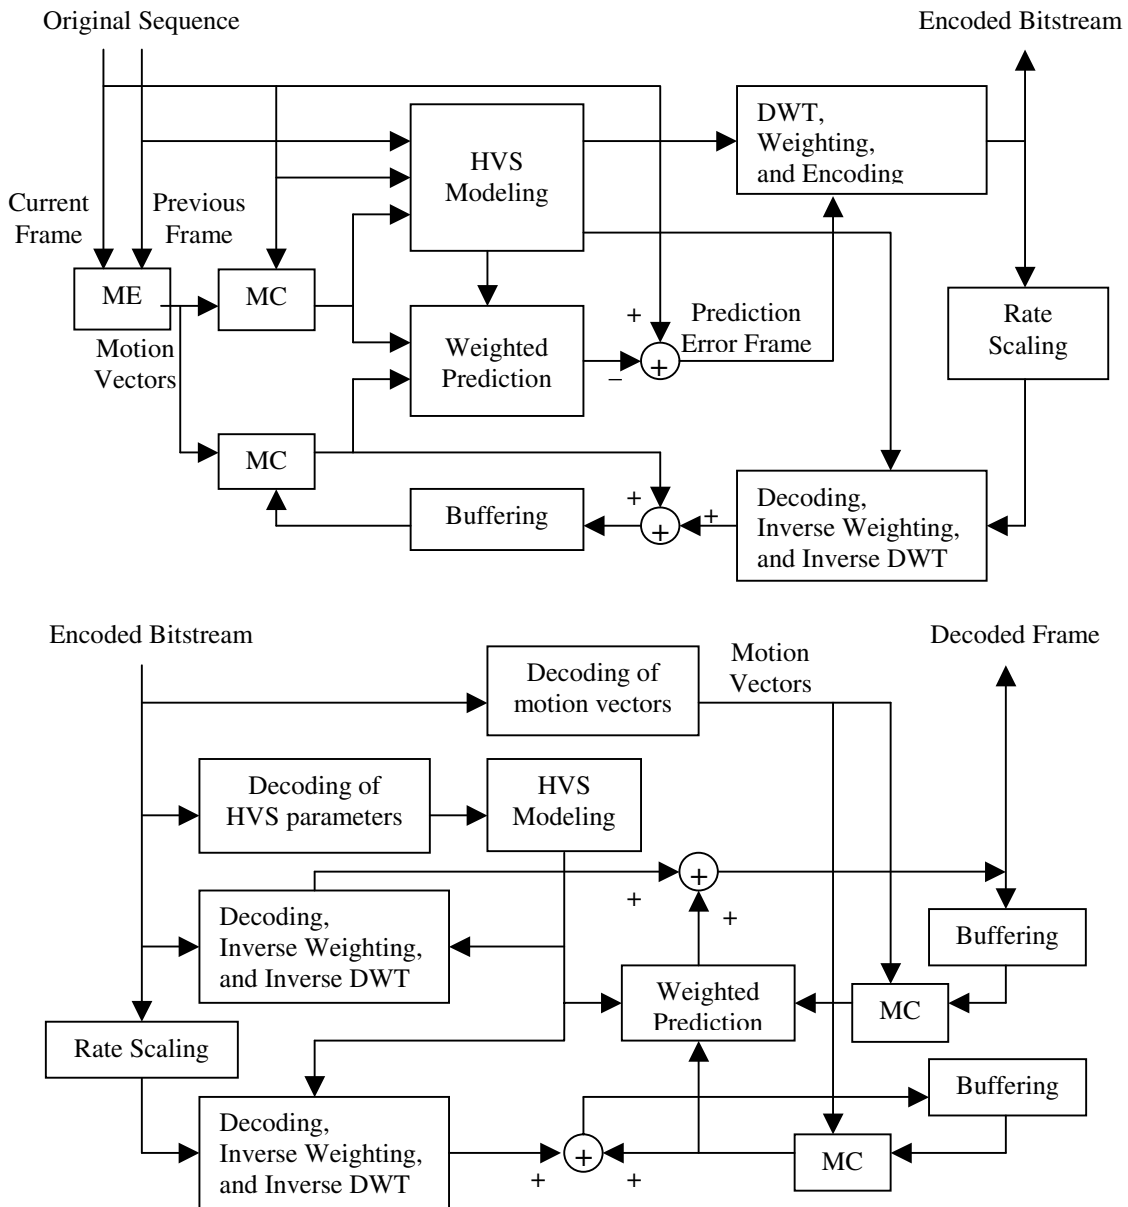 Original Sequence
Encoded Bitstream
DWT,
Weighting,
and Encoding
HVS
Modeling
Current
Frame
Previous
Frame
ME
MC
Motion
Vectors
Weighted
Prediction
+
–
+
Prediction
Error Frame
Rate
Scaling
MC
Buffering
+
+
+
Decoding,
Inverse Weighting,
and Inverse DWT
Encoded Bitstream
Decoded Frame
Decoding of
motion vectors
Motion
Vectors
Decoding of
HVS parameters
HVS
Modeling
+
+
+
Decoding,
Inverse Weighting,
and Inverse DWT
Buffering
Weighted
Prediction
MC
Rate Scaling
Buffering
Decoding,
Inverse Weighting,
and Inverse DWT
+
+
+
MC